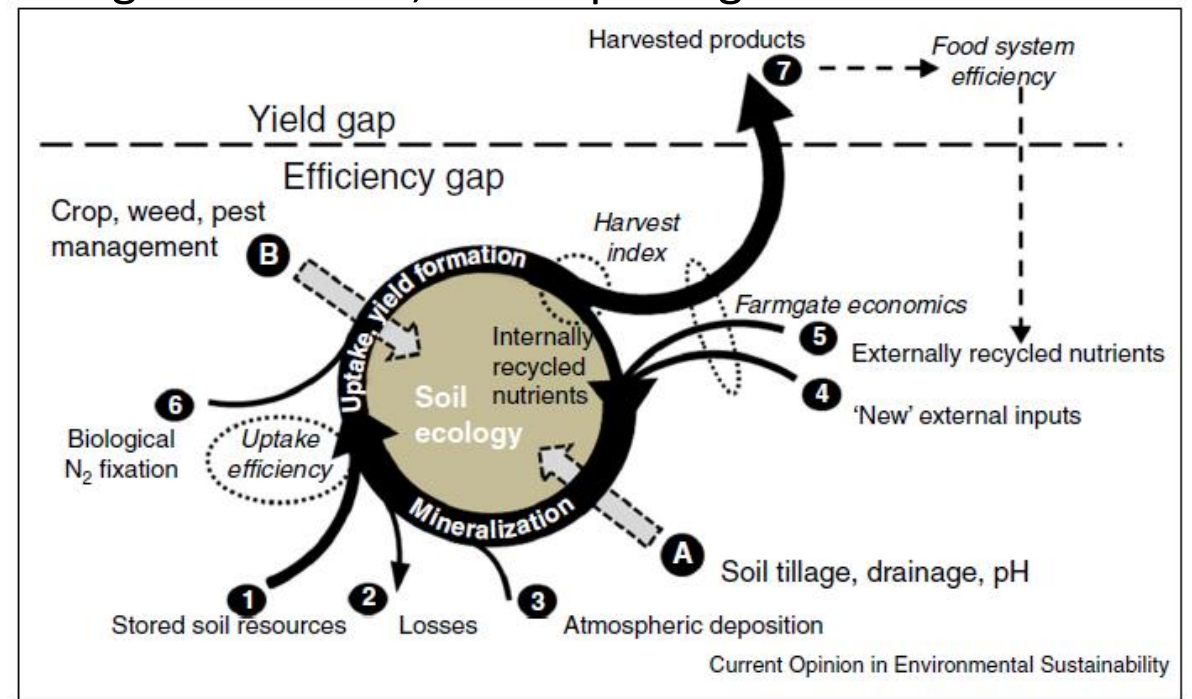 Harvested products
7
Food system
efficiency
Yield gap
Efficiency gap
Crop, weed, pest
management
B
Harvest
index
Uptake, yield formation
Farmgate economics
5
Externally recycled nutrients
4
'New' external inputs
Internally
recycled
nutrients
Soil
ecology
6
Biological
N₂ fixation
Uptake
efficiency
Mineralization
A
Soil tillage, drainage, pH
1
Stored soil resources
2
Losses
3
Atmospheric deposition
Current Opinion in Environmental Sustainability